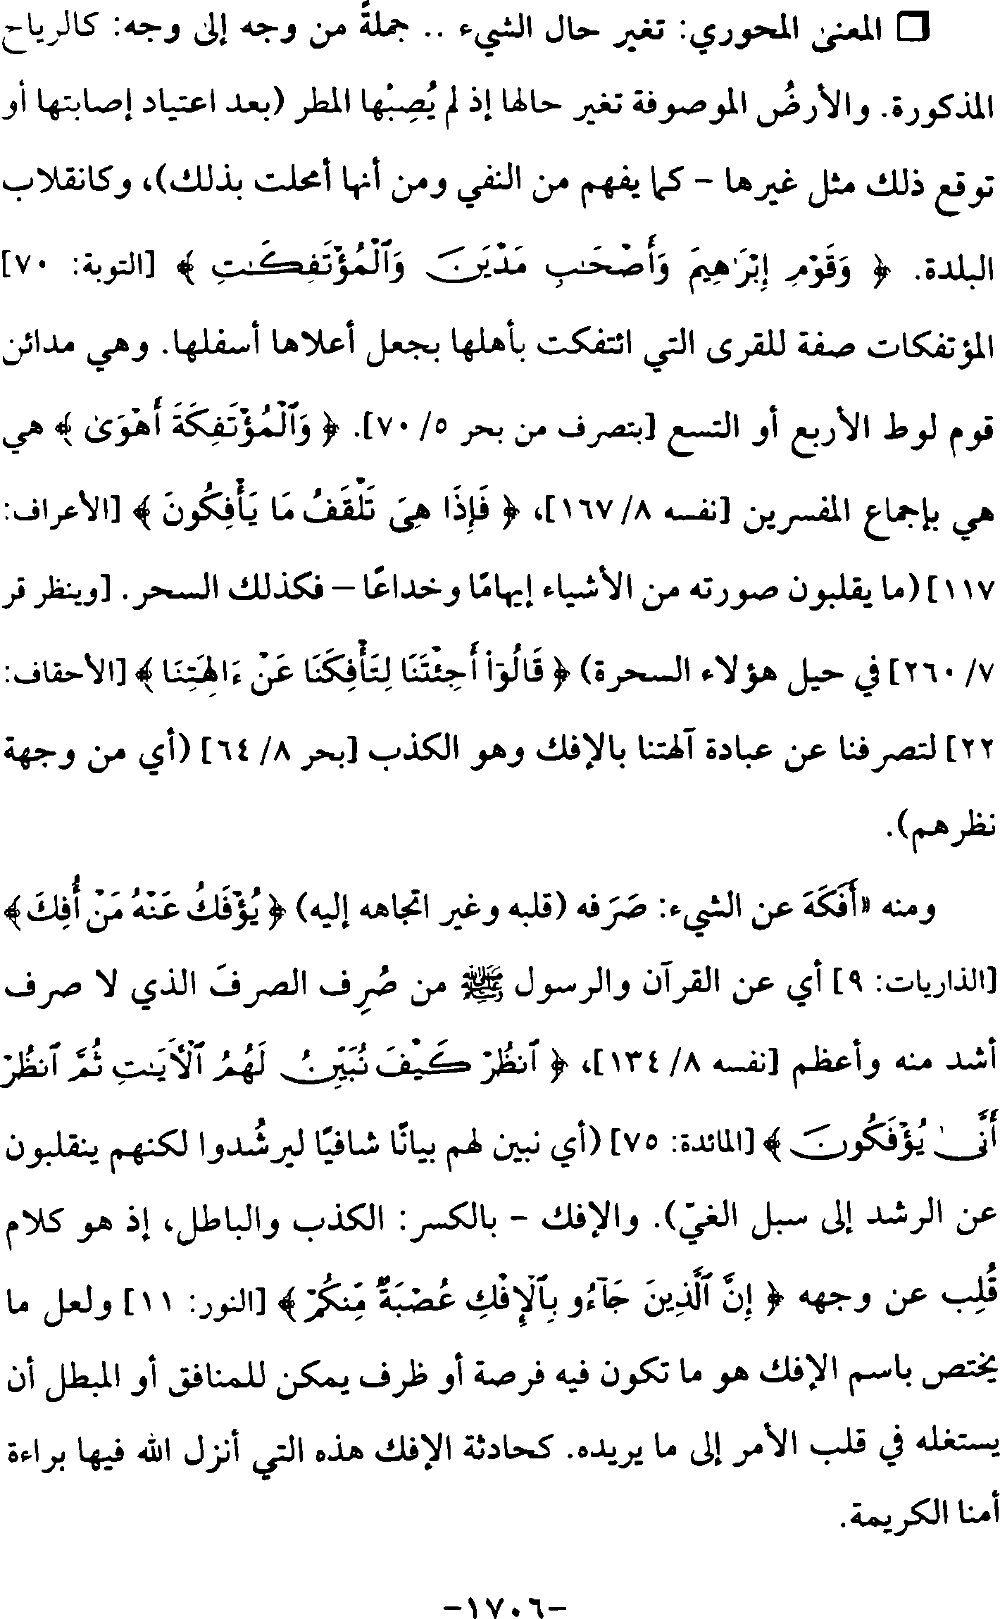 ❏ المعنى المحوري: تغير حال الشيء .. جملةً من وجه إلى وجه: كالرياح
المذكورة. والأرضُ الموصوفة تغير حالها إذ لم يُصِبْها المطر (بعد اعتياد إصابتها أو
توقع ذلك مثل غيرها – كما يفهم من النفي ومن أنها أمحلت بذلك)، وكانقلاب
البلدة. ﴿ وَقَوْمِ إِبْرَٰهِيمَ وَأَصْحَـٰبِ مَدْيَنَ وَٱلْمُؤْتَفِكَـٰتِ ﴾ [التوبة: ٧٠]
المؤتفكات صفة للقرى التي ائتفكت بأهلها بجعل أعلاها أسفلها. وهي مدائن
قوم لوط الأربع أو التسع [بتصرف من بحر ٥/ ٧٠]. ﴿ وَٱلْمُؤْتَفِكَةَ أَهْوَىٰ ﴾ هي
هي بإجماع المفسرين [نفسه ٨/ ١٦٧]، ﴿ فَإِذَا هِىَ تَلْقَفُ مَا يَأْفِكُونَ ﴾ [الأعراف:
١١٧] (ما يقلبون صورته من الأشياء إيهامًا وخداعًا – فكذلك السحر. [وينظر قر
٧/ ٢٦٠] في حيل هؤلاء السحرة) ﴿ قَالُوٓا۟ أَجِئْتَنَا لِتَأْفِكَنَا عَنْ ءَالِهَتِنَا ﴾ [الأحقاف:
٢٢] لتصرفنا عن عبادة آلهتنا بالإفك وهو الكذب [بحر ٨/ ٦٤] (أي من وجهة
نظرهم).
ومنه «أَفَكَهَ عن الشيء: صَرَفه (قلبه وغير اتجاهه إليه) ﴿ يُؤْفَكُ عَنْهُ مَنْ أُفِكَ ﴾
[الذاريات: ٩] أي عن القرآن والرسول ﷺ من صُرِف الصرفَ الذي لا صرف
أشد منه وأعظم [نفسه ٨/ ١٣٤]، ﴿ ٱنظُرْ كَيْفَ نُبَيِّنُ لَهُمُ ٱلْأَيَـٰتِ ثُمَّ ٱنظُرْ
أَنَّىٰ يُؤْفَكُونَ ﴾ [المائدة: ٧٥] (أي نبين لهم بيانًا شافيًا ليرشُدوا لكنهم ينقلبون
عن الرشد إلى سبل الغيّ). والإفك – بالكسر: الكذب والباطل، إذ هو كلام
قُلِب عن وجهه ﴿ إِنَّ ٱلَّذِينَ جَآءُو بِٱلْإِفْكِ عُصْبَةٌ مِّنكُمْ ﴾ [النور: ١١] ولعل ما
يختص باسم الإفك هو ما تكون فيه فرصة أو ظرف يمكن للمنافق أو المبطل أن
يستغله في قلب الأمر إلى ما يريده. كحادثة الإفك هذه التي أنزل الله فيها براءة
أمنا الكريمة.
–١٧٠٦–